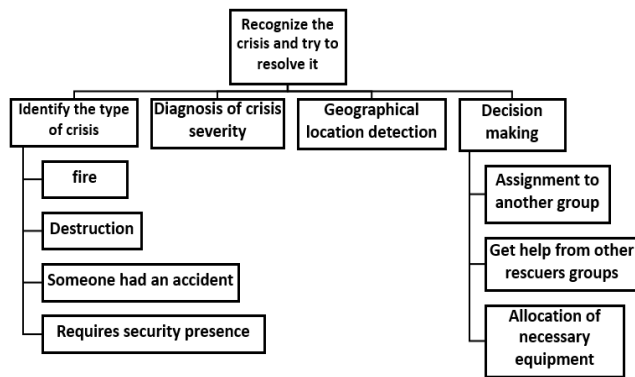 Recognize the
crisis and try to
resolve it
Identify the type
of crisis
Diagnosis of crisis
severity
Geographical
location detection
Decision
making
fire
Destruction
Someone had an accident
Requires security presence
Assignment to
another group
Get help from other
rescuers groups
Allocation of
necessary
equipment